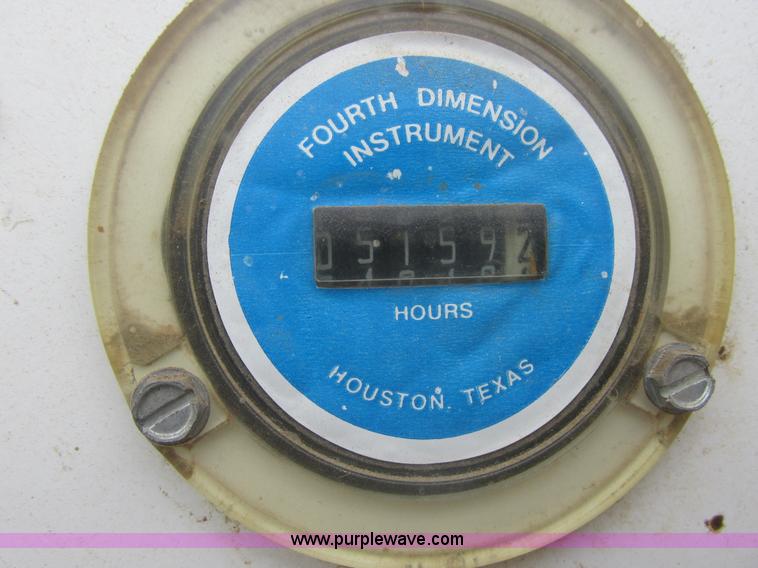 FOURTH DIMENSION
INSTRUMENT
051592
HOURS
HOUSTON, TEXAS
www.purplewave.com